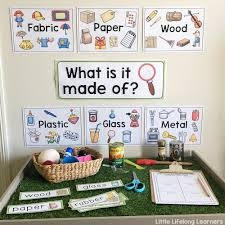 Fabric
Paper
Wood
What is it
made of?
Plastic
Glass
Metal
wood
glass
paper
rubber
Little Lifelong Learners